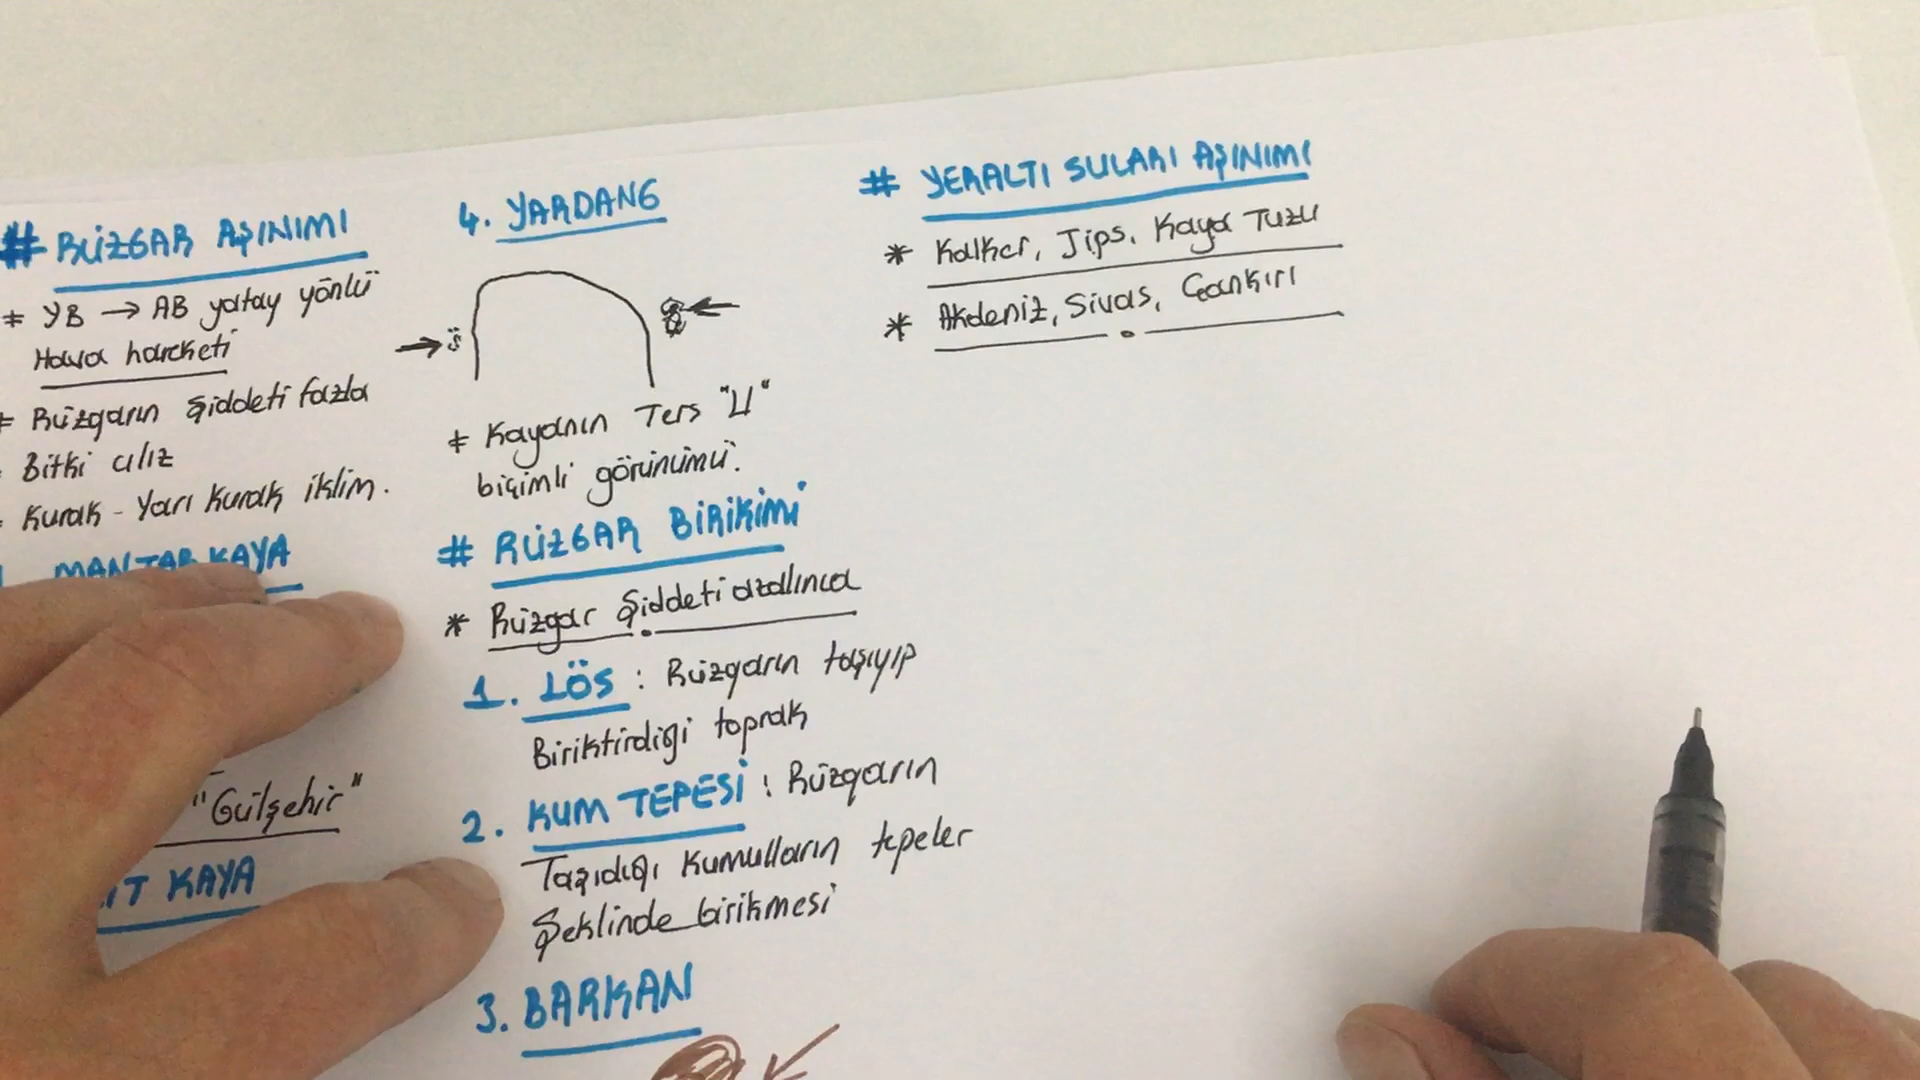 # RÜZGAR AŞINIMI
* YB → AB yatay yönlü
Hava hareketi
* Rüzgarın şiddeti fazla
* Bitki cılız
* Kurak - Yarı Kurak iklim.
MANTAR KAYA
"Gülşehir"
KAYA
4. YARDANG
* Kayanın Ters "U"
biçimli görünümü.
# RÜZGAR BİRİKİMİ
* Rüzgar Şiddeti azalınca
1. LÖS : Rüzgarın taşıyıp
Biriktirdiği toprak
2. KUM TEPESİ : Rüzgarın
Taşıdığı Kumulların tepeler
Şeklinde birikmesi
3. BARKAN
# YERALTI SULARI AŞINIMI
* Kalker, Jips, Kaya Tuzu
* Akdeniz, Sivas, Çankırı